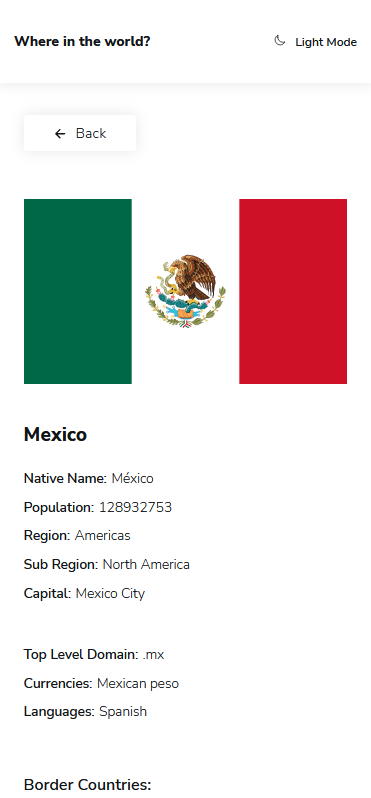 Where in the world?
Light Mode
Back
Mexico
Native Name: México
Population: 128932753
Region: Americas
Sub Region: North America
Capital: Mexico City
Top Level Domain: .mx
Currencies: Mexican peso
Languages: Spanish
Border Countries: